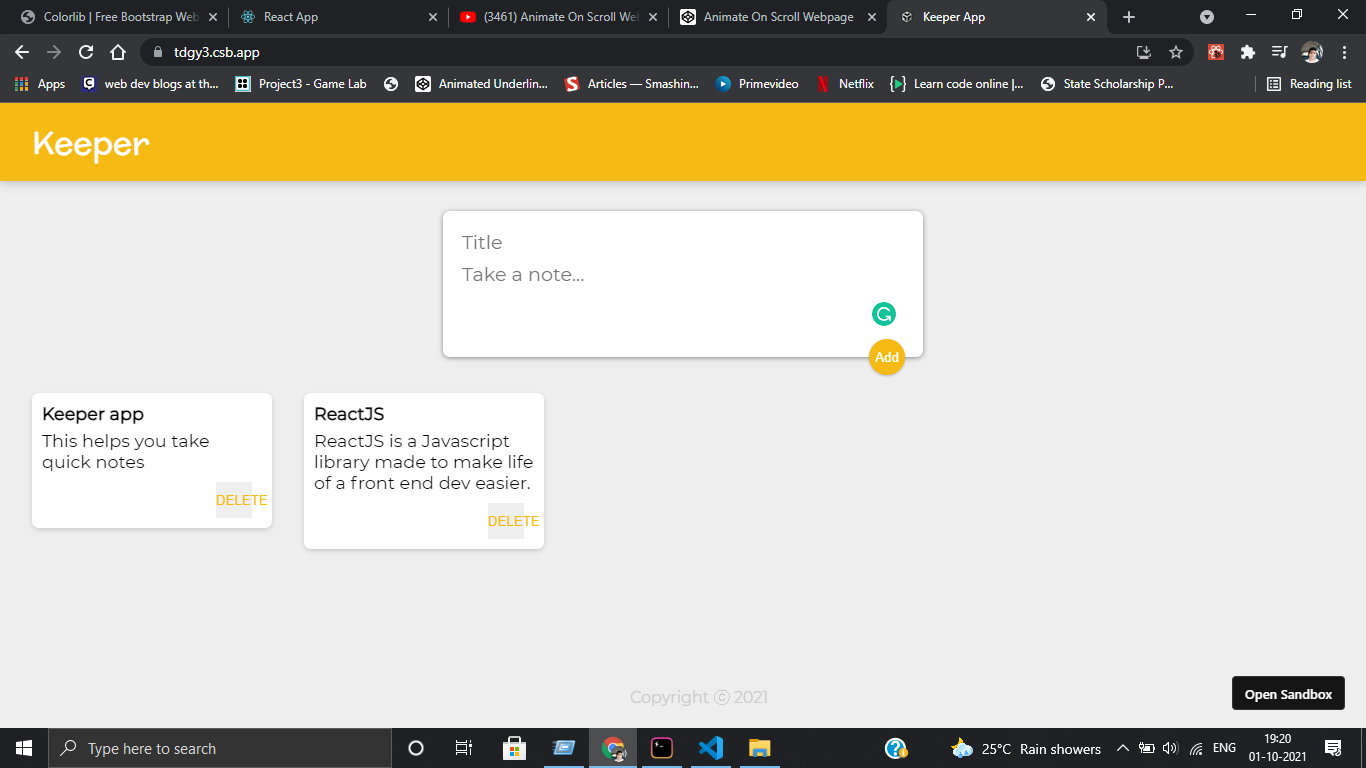 Colorlib | Free Bootstrap Web
React App
(3461) Animate On Scroll We
Animate On Scroll Webpage
Keeper App
tdgy3.csb.app
Apps
web dev blogs at th...
Project3 - Game Lab
Animated Underlin...
Articles — Smashin...
Primevideo
Netflix
Learn code online |...
State Scholarship P...
Reading list
Keeper
Title
Take a note...
Add
Keeper app
This helps you take
quick notes
DELETE
ReactJS
ReactJS is a Javascript
library made to make life
of a front end dev easier.
DELETE
Copyright ⓒ 2021
Open Sandbox
Type here to search
25°C Rain showers
ENG
19:20
01-10-2021